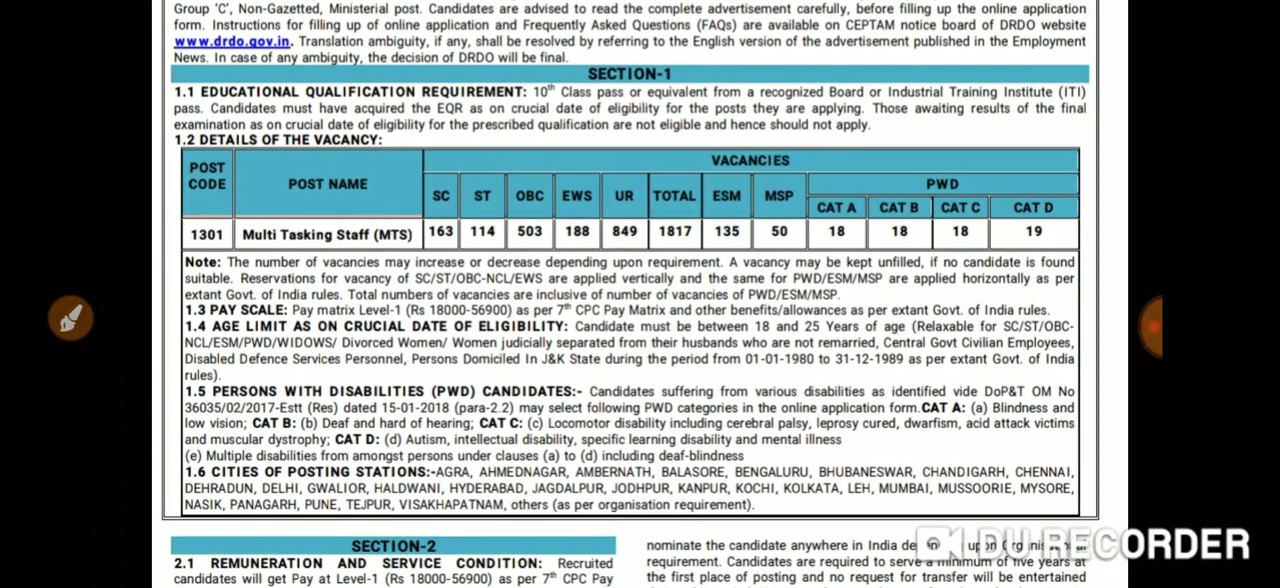 Group 'C', Non-Gazetted, Ministerial post. Candidates are advised to read the complete advertisement carefully, before filling up the online application
form. Instructions for filling up of online application and Frequently Asked Questions (FAQs) are available on CEPTAM notice board of DRDO website
www.drdo.gov.in. Translation ambiguity, if any, shall be resolved by referring to the English version of the advertisement published in the Employment
News. In case of any ambiguity, the decision of DRDO will be final.
SECTION-1
1.1 EDUCATIONAL QUALIFICATION REQUIREMENT: 10th Class pass or equivalent from a recognized Board or Industrial Training Institute (ITI)
pass. Candidates must have acquired the EQR as on crucial date of eligibility for the posts they are applying. Those awaiting results of the final
examination as on crucial date of eligibility for the prescribed qualification are not eligible and hence should not apply.
1.2 DETAILS OF THE VACANCY:
POST CODE POST NAME VACANCIES
SC ST OBC EWS UR TOTAL ESM MSP PWD
CAT A CAT B CAT C CAT D
1301 Multi Tasking Staff (MTS) 163 114 503 188 849 1817 135 50 18 18 18 19
Note: The number of vacancies may increase or decrease depending upon requirement. A vacancy may be kept unfilled, if no candidate is found
suitable. Reservations for vacancy of SC/ST/OBC-NCL/EWS are applied vertically and the same for PWD/ESM/MSP are applied horizontally as per
extant Govt. of India rules. Total numbers of vacancies are inclusive of number of vacancies of PWD/ESM/MSP.
1.3 PAY SCALE: Pay matrix Level-1 (Rs 18000-56900) as per 7th CPC Pay Matrix and other benefits/allowances as per extant Govt. of India rules.
1.4 AGE LIMIT AS ON CRUCIAL DATE OF ELIGIBILITY: Candidate must be between 18 and 25 Years of age (Relaxable for SC/ST/OBC-
NCL/ESM/PWD/WIDOWS/ Divorced Women/ Women judicially separated from their husbands who are not remarried, Central Govt Civilian Employees,
Disabled Defence Services Personnel, Persons Domiciled In J&K State during the period from 01-01-1980 to 31-12-1989 as per extant Govt. of India
rules).
1.5 PERSONS WITH DISABILITIES (PWD) CANDIDATES:- Candidates suffering from various disabilities as identified vide DoP&T OM No
36035/02/2017-Estt (Res) dated 15-01-2018 (para-2.2) may select following PWD categories in the online application form.CAT A: (a) Blindness and
low vision; CAT B: (b) Deaf and hard of hearing; CAT C: (c) Locomotor disability including cerebral palsy, leprosy cured, dwarfism, acid attack victims
and muscular dystrophy; CAT D: (d) Autism, intellectual disability, specific learning disability and mental illness
(e) Multiple disabilities from amongst persons under clauses (a) to (d) including deaf-blindness
1.6 CITIES OF POSTING STATIONS:-AGRA, AHMEDNAGAR, AMBERNATH, BALASORE, BENGALURU, BHUBANESWAR, CHANDIGARH, CHENNAI,
DEHRADUN, DELHI, GWALIOR, HALDWANI, HYDERABAD, JAGDALPUR, JODHPUR, KANPUR, KOCHI, KOLKATA, LEH, MUMBAI, MUSSOORIE, MYSORE,
NASIK, PANAGARH, PUNE, TEJPUR, VISAKHAPATNAM, others (as per organisation requirement).
SECTION-2
2.1 REMUNERATION AND SERVICE CONDITION: Recruited
candidates will get Pay at Level-1 (Rs 18000-56900) as per 7th CPC Pay
nominate the candidate anywhere in India
requirement. Candidates are required to serve a minimum of five years at
the first place of posting and no request for transfer will be entertained
DU RECORDER